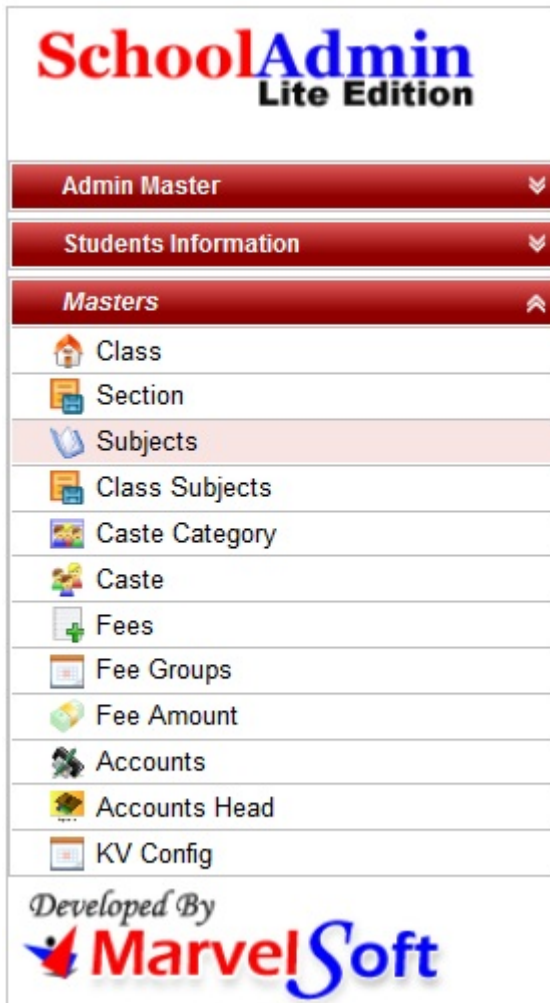 SchoolAdmin
Lite Edition
Admin Master
Students Information
Masters
Class
Section
Subjects
Class Subjects
Caste Category
Caste
Fees
Fee Groups
Fee Amount
Accounts
Accounts Head
KV Config
Developed By
MarvelSoft